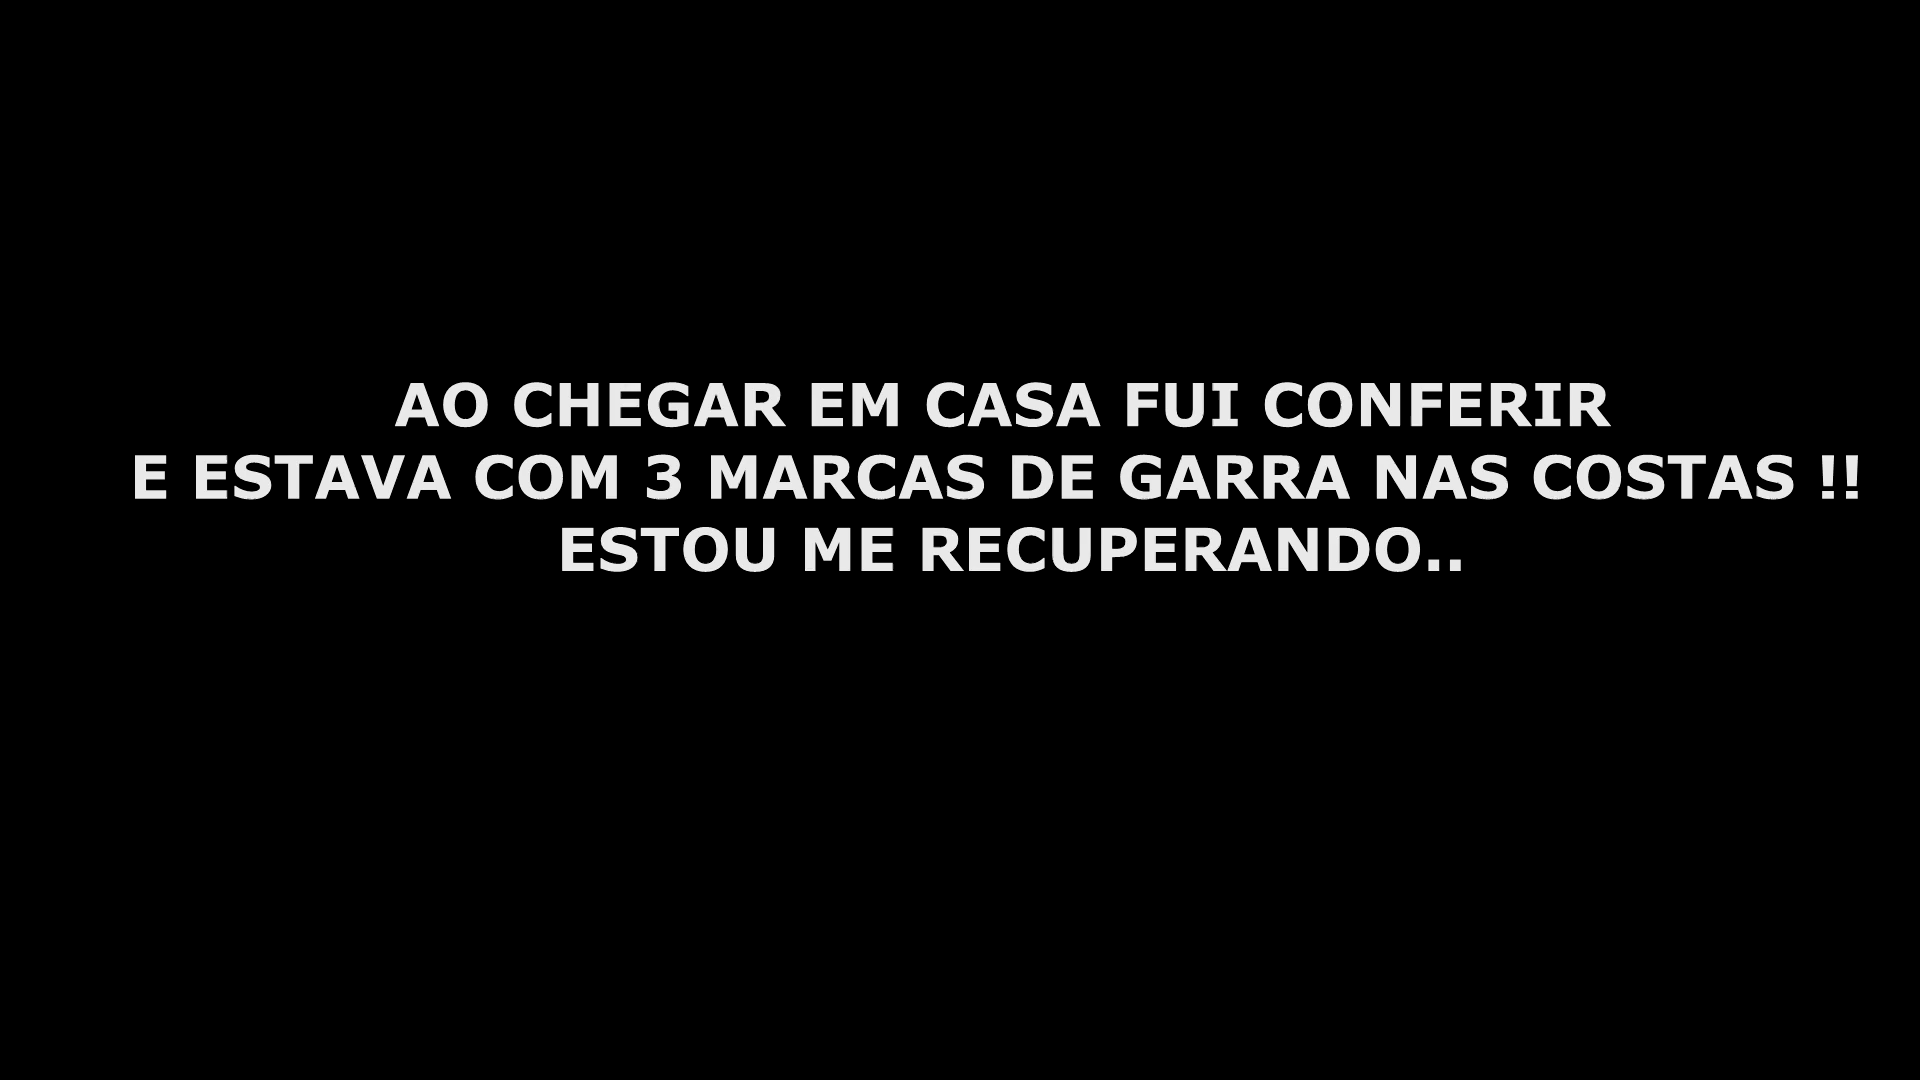 AO CHEGAR EM CASA FUI CONFERIR
E ESTAVA COM 3 MARCAS DE GARRA NAS COSTAS !!
ESTOU ME RECUPERANDO..